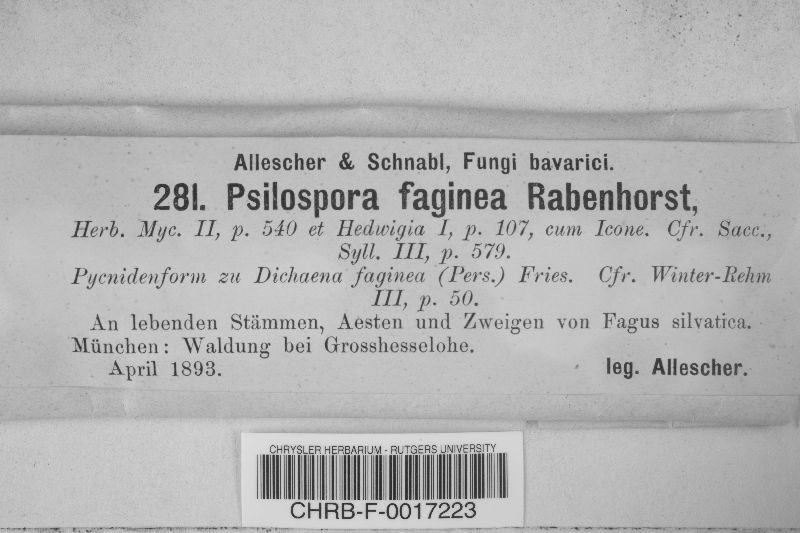 Allescher & Schnabl, Fungi bavarici.
281. Psilospora faginea Rabenhorst,
Herb. Myc. II, p. 540 et Hedwigia I, p. 107, cum Icone. Cfr. Sacc.,
Syll. III, p. 579.
Pycnidenform zu Dichaena faginea (Pers.) Fries. Cfr. Winter-Rehm
III, p. 50.
An lebenden Stämmen, Aesten und Zweigen von Fagus silvatica.
München: Waldung bei Grosshesselohe.
April 1893. leg. Allescher.
CHRYSLER HERBARIUM - RUTGERS UNIVERSITY
CHRB-F-0017223